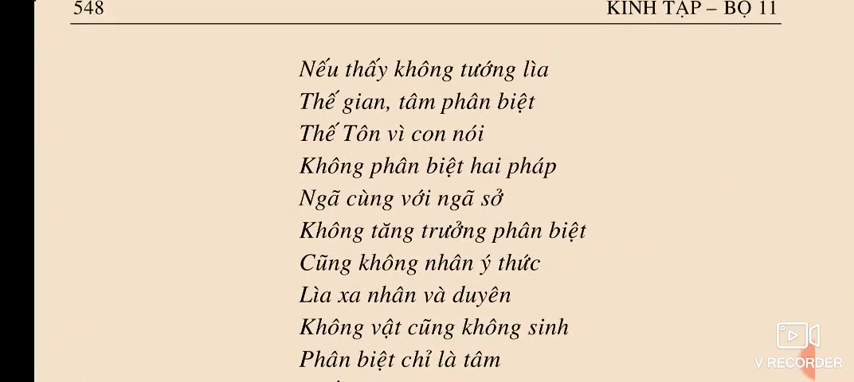 548 KINH TẬP – BỘ 11
Nếu thấy không tướng lìa
Thế gian, tâm phân biệt
Thế Tôn vì con nói
Không phân biệt hai pháp
Ngã cùng với ngã sở
Không tăng trưởng phân biệt
Cũng không nhân ý thức
Lìa xa nhân và duyên
Không vật cũng không sinh
Phân biệt chỉ là tâm
V RECORDER